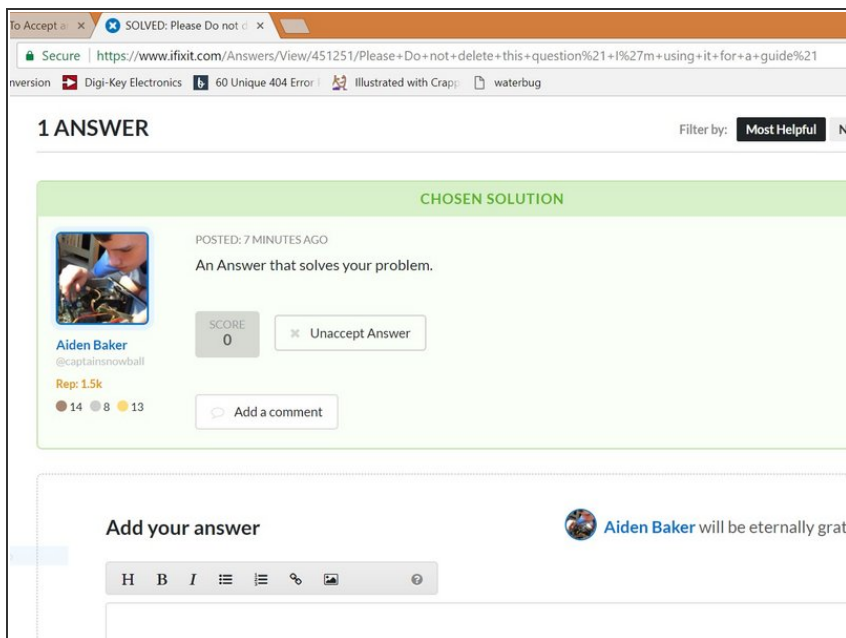 To Accept a
SOLVED: Please Do not d
Secure https://www.ifixit.com/Answers/View/451251/Please+Do+not+delete+this+question%21+I%27m+using+it+for+a+guide%21
nversion Digi-Key Electronics 60 Unique 404 Error Illustrated with Crapp waterbug
1 ANSWER
Filter by: Most Helpful N
CHOSEN SOLUTION
POSTED: 7 MINUTES AGO
An Answer that solves your problem.
SCORE
0
Unaccept Answer
Aiden Baker
@captainsnowball
Rep: 1.5k
14 8 13
Add a comment
Add your answer
Aiden Baker will be eternally grat
H B I